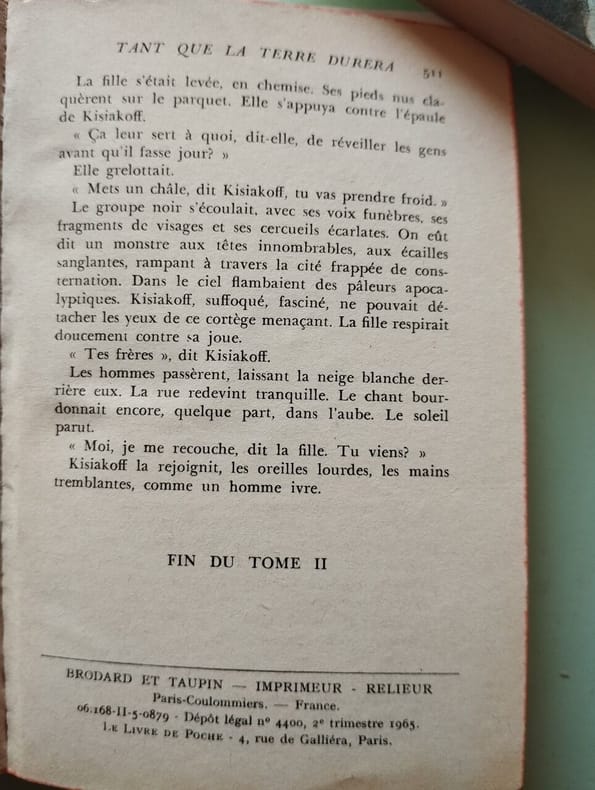 TANT QUE LA TERRE DURERA 511
La fille s'était levée, en chemise. Ses pieds nus cla-
quèrent sur le parquet. Elle s'appuya contre l'épaule
de Kisiakoff.
« Ça leur sert à quoi, dit-elle, de réveiller les gens
avant qu'il fasse jour? »
Elle grelottait.
« Mets un châle, dit Kisiakoff, tu vas prendre froid. »
Le groupe noir s'écoulait, avec ses voix funèbres, ses
fragments de visages et ses cercueils écarlates. On eût
dit un monstre aux têtes innombrables, aux écailles
sanglantes, rampant à travers la cité frappée de cons-
ternation. Dans le ciel flambaient des pâleurs apoca-
lyptiques. Kisiakoff, suffoqué, fasciné, ne pouvait dé-
tacher les yeux de ce cortège menaçant. La fille respirait
doucement contre sa joue.
« Tes frères », dit Kisiakoff.
Les hommes passèrent, laissant la neige blanche der-
rière eux. La rue redevint tranquille. Le chant bour-
donnait encore, quelque part, dans l'aube. Le soleil
parut.
« Moi, je me recouche, dit la fille. Tu viens? »
Kisiakoff la rejoignit, les oreilles lourdes, les mains
tremblantes, comme un homme ivre.
FIN DU TOME II
BRODARD ET TAUPIN — IMPRIMEUR - RELIEUR
Paris-Coulommiers. — France.
06.168-II-5-0879 - Dépôt légal nº 4400, 2e trimestre 1965.
LE LIVRE DE POCHE - 4, rue de Galliéra, Paris.